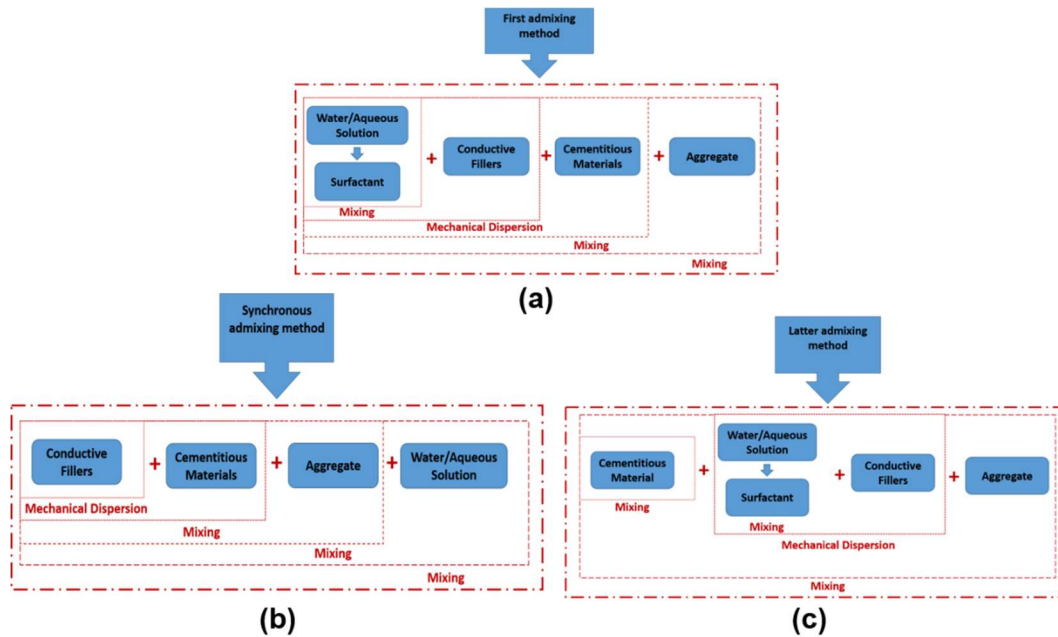 First admixing
method
Water/Aqueous
Solution
Surfactant
Mixing
+
Conductive
Fillers
Mechanical Dispersion
+
Cementitious
Materials
Mixing
+
Aggregate
Mixing
(a)
Synchronous
admixing method
Conductive
Fillers
Mechanical Dispersion
+
Cementitious
Materials
Mixing
+
Aggregate
Mixing
+
Water/Aqueous
Solution
Mixing
(b)
Latter admixing
method
Cementitious
Material
Mixing
+
Water/Aqueous
Solution
Surfactant
Mixing
+
Conductive
Fillers
Mechanical Dispersion
+
Aggregate
Mixing
(c)